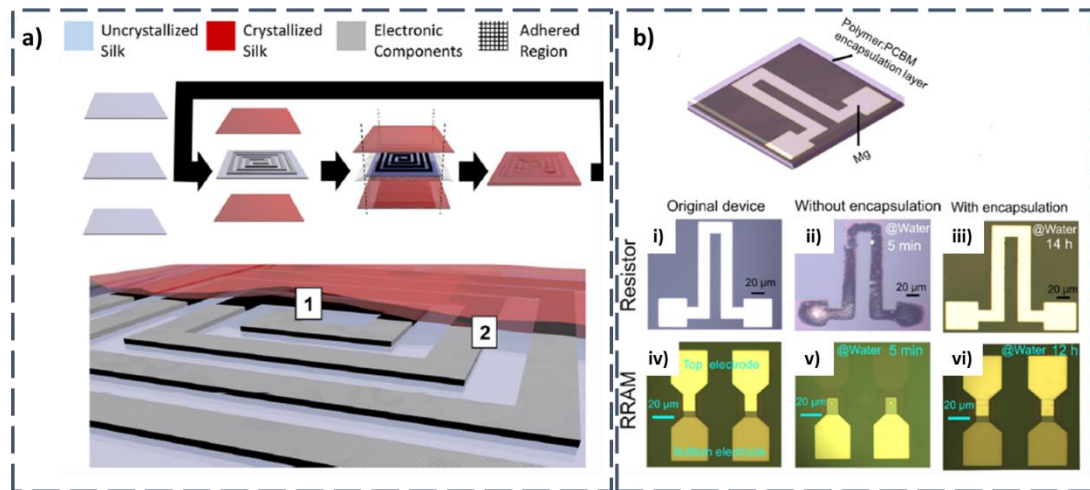 a)
Uncrystallized Silk
Crystallized Silk
Electronic Components
Adhered Region
1
2
b)
Polymer:PCBM
encapsulation layer
Mg
Original device
Without encapsulation
With encapsulation
Resistor
i)
20 μm
ii)
@Water
5 min
20 μm
iii)
@Water
14 h
20 μm
RRAM
iv)
Top electrode
20 μm
Bottom electrode
v)
@Water 5 min
20 μm
vi)
@Water 12 h
20 μm